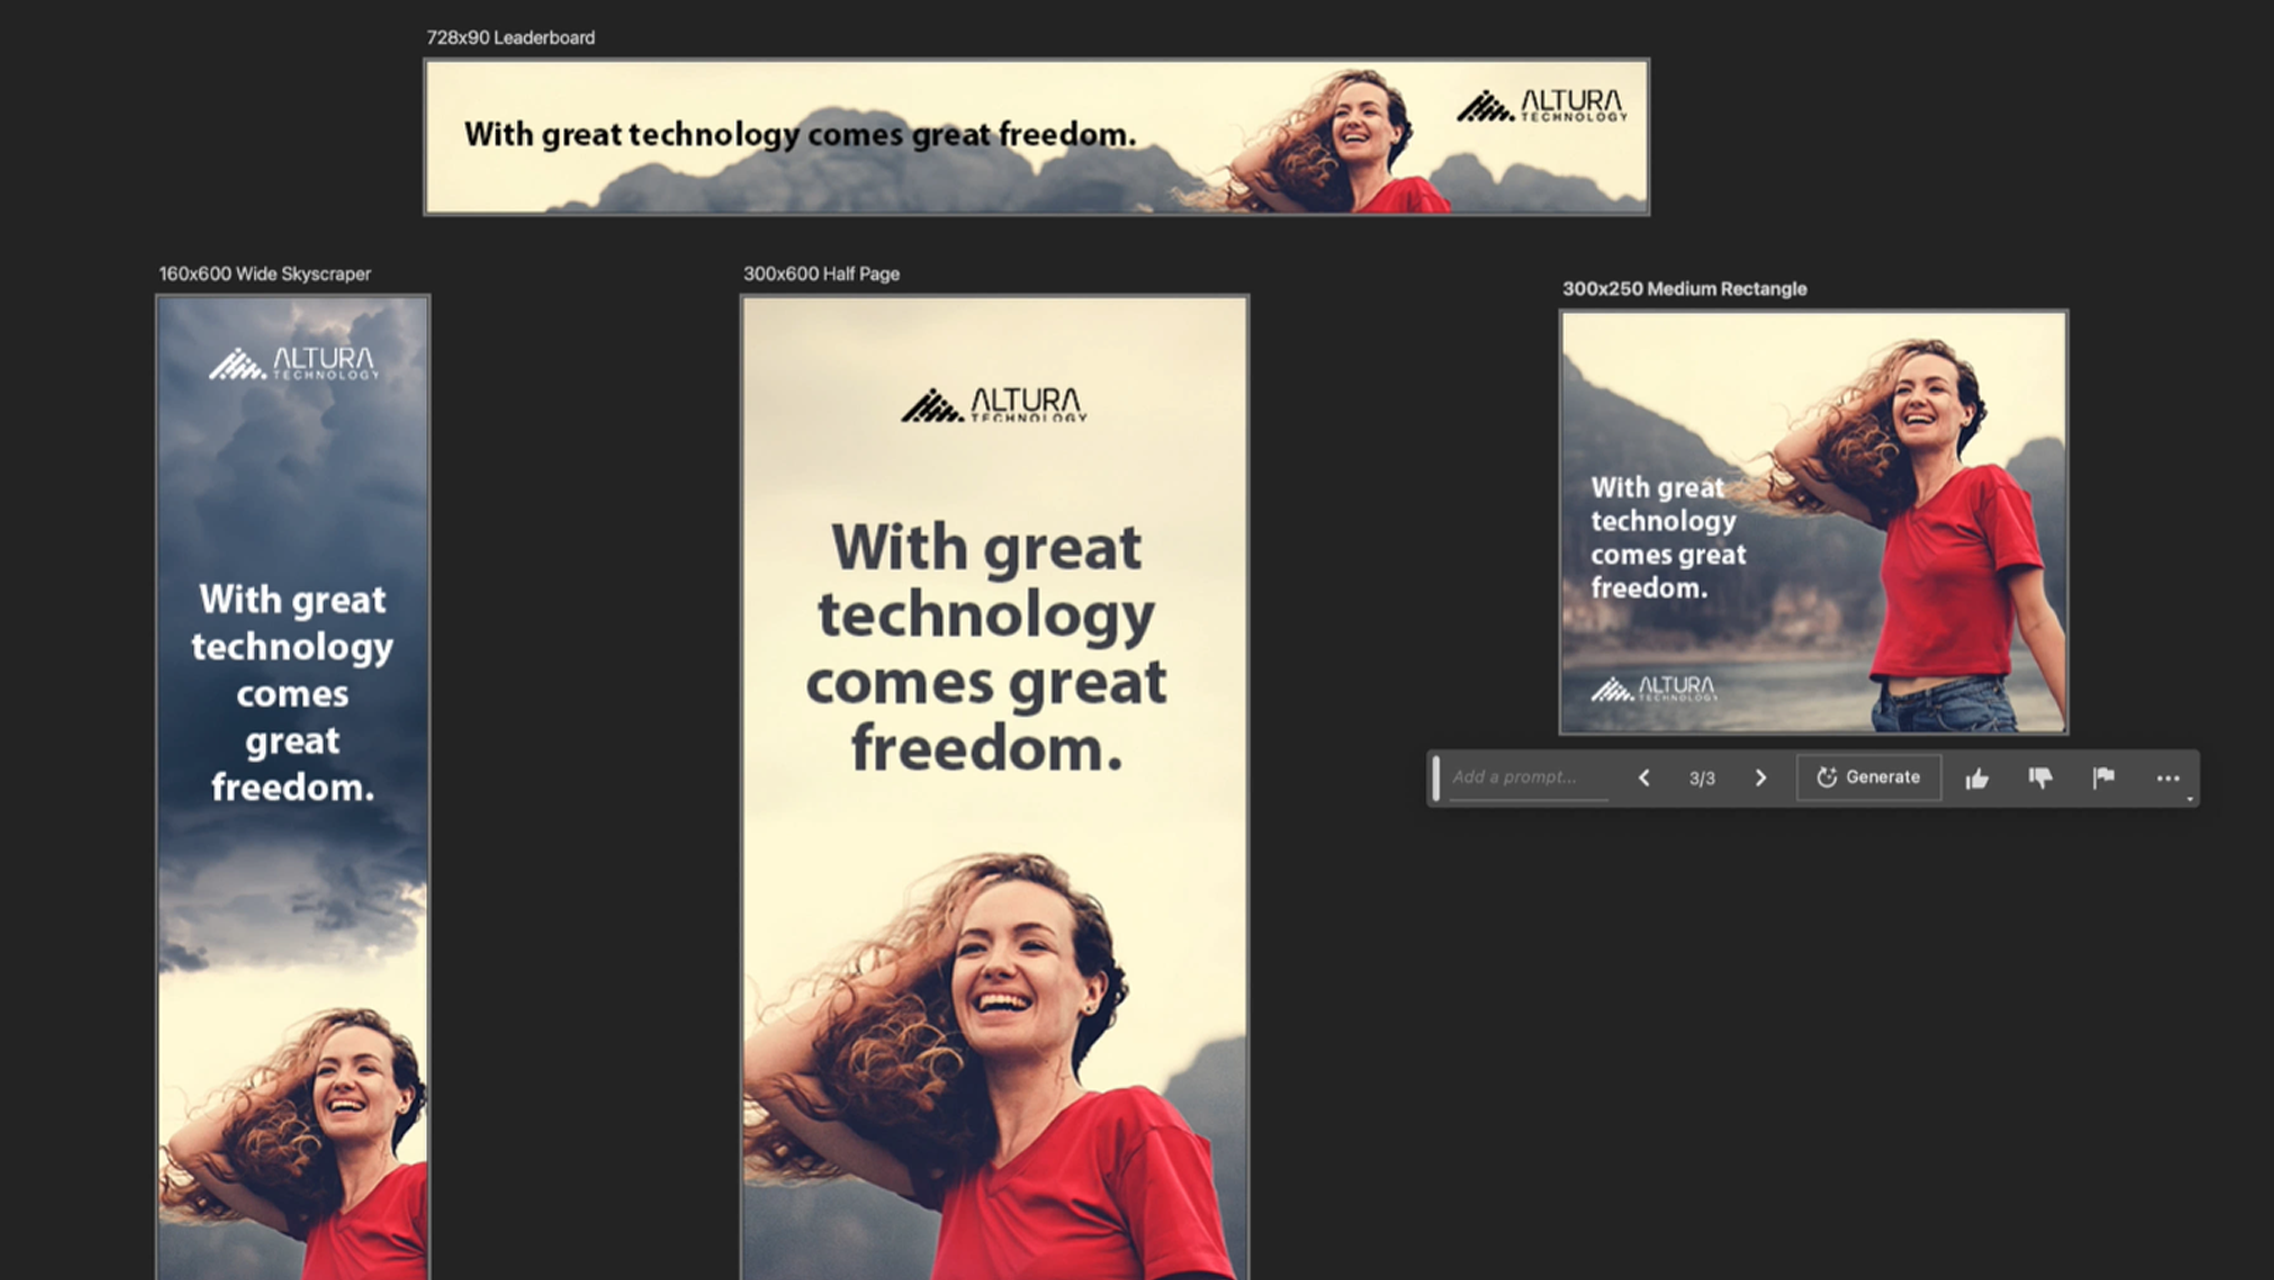 728x90 Leaderboard
With great technology comes great freedom.
ALTURA
TECHNOLOGY
160x600 Wide Skyscraper
ALTURA
TECHNOLOGY
With great
technology
comes
great
freedom.
300x600 Half Page
ALTURA
TECHNOLOGY
With great
technology
comes great
freedom.
300x250 Medium Rectangle
With great
technology
comes great
freedom.
ALTURA
TECHNOLOGY
Add a prompt...
3/3
Generate